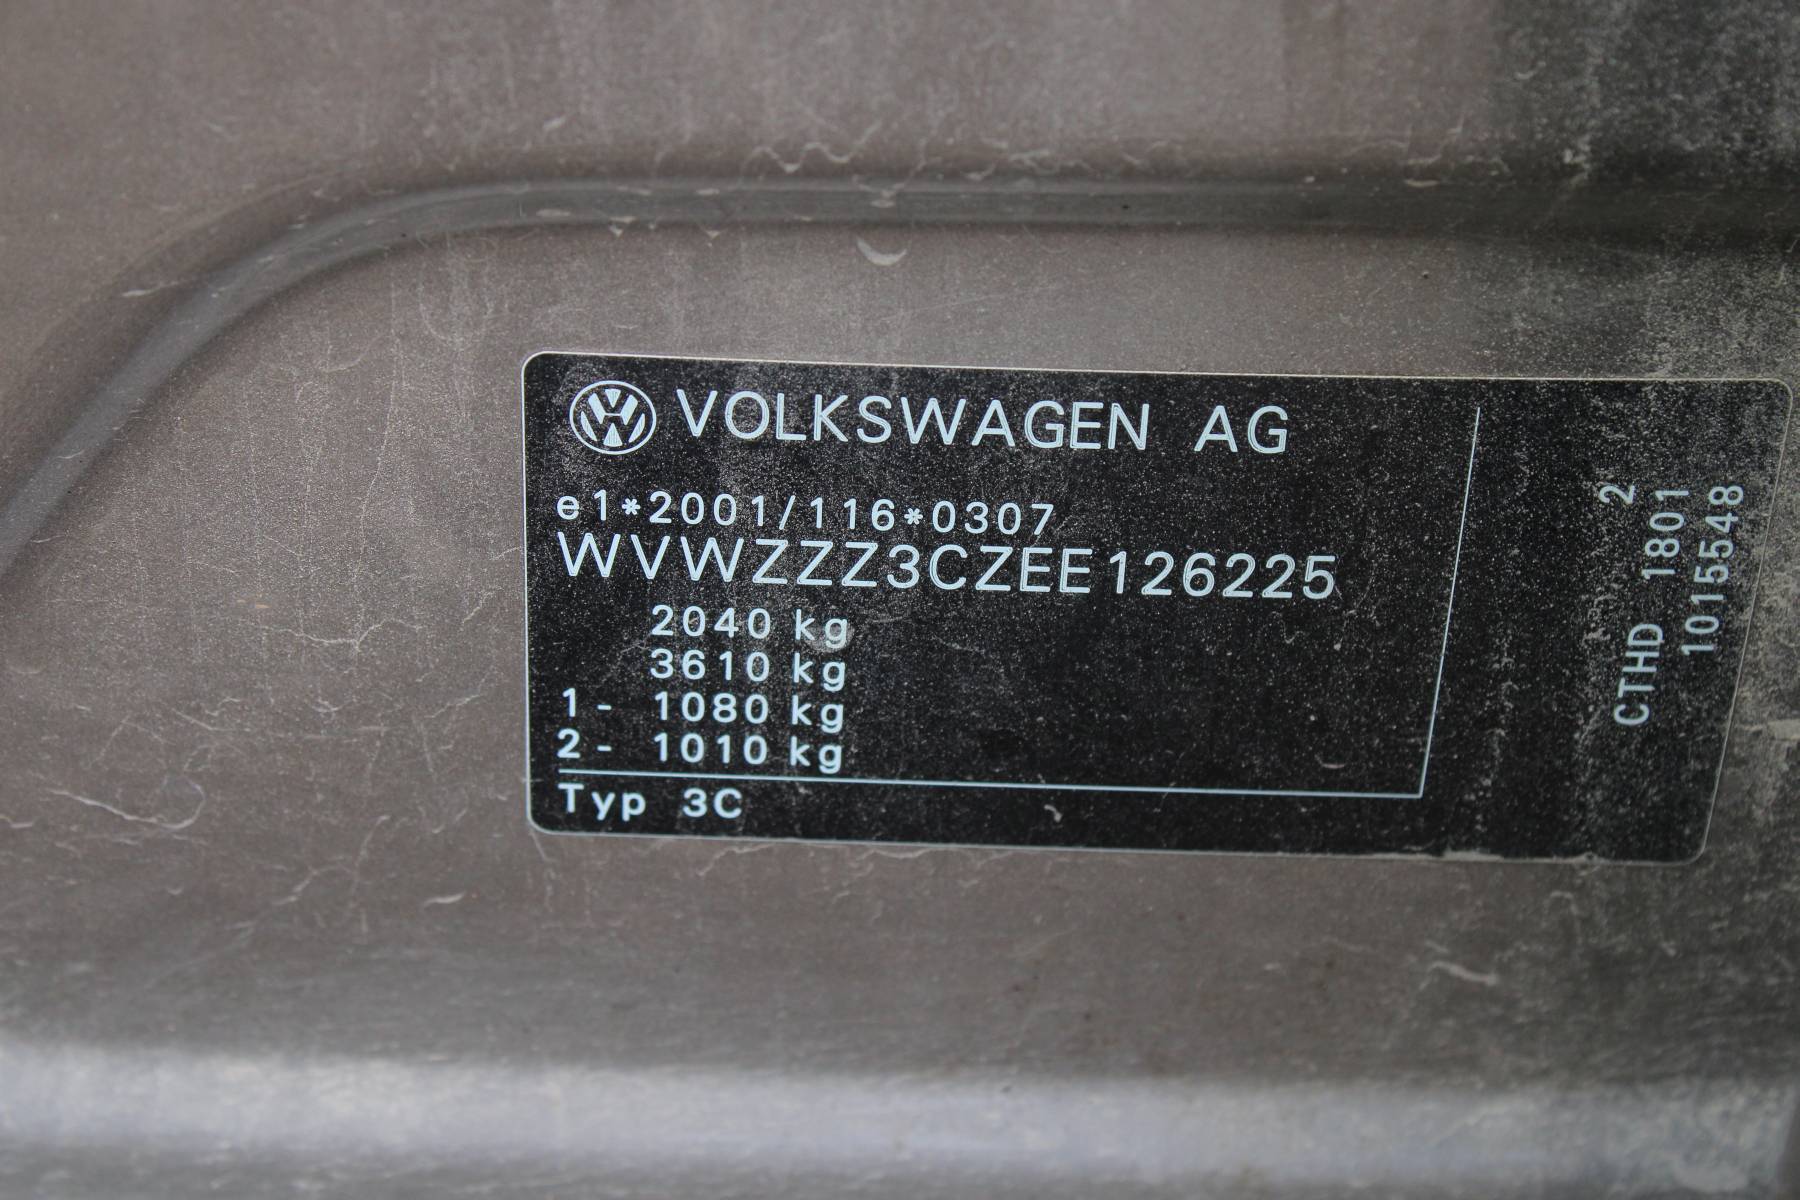 VOLKSWAGEN AG
e1*2001/116*0307
WVWZZZ3CZEE126225
2040 kg
3610 kg
1- 1080 kg
2- 1010 kg
Typ 3C
2
CTHD 1801
1015548